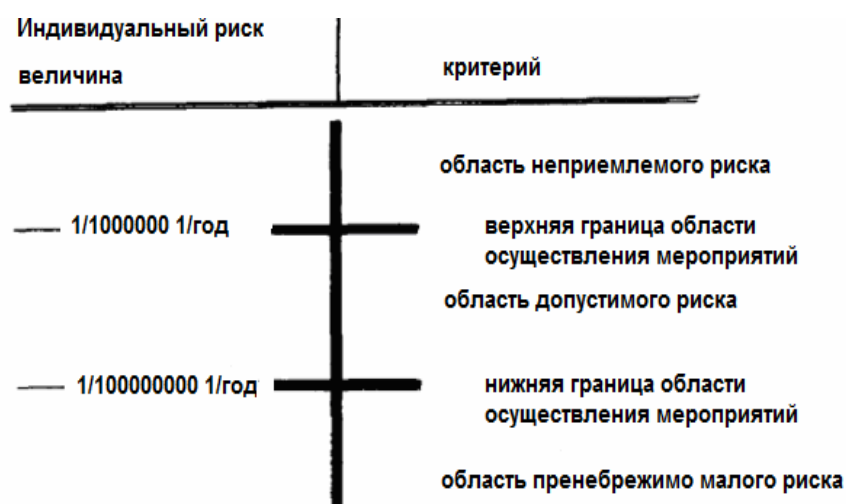 Индивидуальный риск
величина
критерий
область неприемлемого риска
1/1000000 1/год
верхняя граница области
осуществления мероприятий
область допустимого риска
1/100000000 1/год
нижняя граница области
осуществления мероприятий
область пренебрежимо малого риска